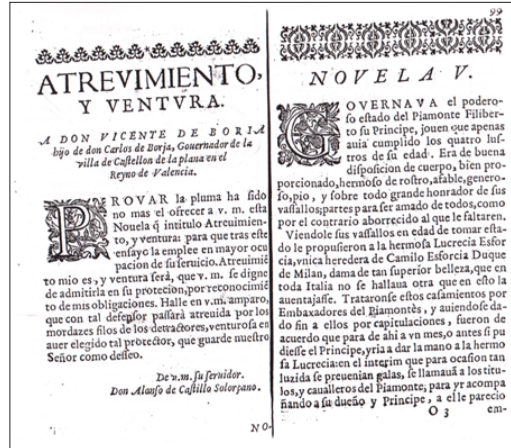 ATREVIMIENTO,
Y VENTVRA.
A DON VICENTE DE BORIA
hijo de don Carlos de Borja, Gouernador de la
villa de Castellon de la plana en el
Reyno de Valencia.
PROVAR la pluma ha sido
no mas el ofrecer a v. m. esta
Nouela q̃ intitulo Atreuimien-
to, y ventura: para que tras este
ensayo la emplee en mayor ocu
pacion de su seruicio. Atreuimiẽ
to mio es, y ventura serà, que v. m. se digne
de admitirla en su protecion, por reconocimiẽ
to de mis obligaciones. Halle en v. m. amparo,
que con tal defensor passarà atreuida por los
mordazes filos de los detractores, venturosa en
auer elegido tal protector, que guarde nuestro
Señor como desseo.
De v. m. su seruidor.
Don Alonso de Castillo Solorzano.
NO-
99
NOVELA V.
GOVERNAVA el podero-
so estado del Piamonte Filiber-
to su Principe, jouen que apenas
auia cumplido los quatro lus-
tros de su edad. Era de buena
disposicion de cuerpo, bien pro-
porcionado, hermoso de rostro, afable, genero-
so, pio, y sobre todo grande honrador de sus
vassallos; partes para ser amado de todos, como
por el contrario aborrecido al que le faltaren.
Viendole sus vassallos en edad de tomar esta-
do le propusieron a la hermosa Lucrecia Esfor
cia, vnica heredera de Camilo Esforcia Duque
de Milan, dama de tan superior belleza, que en
toda Italia no se hallaua otra que en esto la
auentajasse. Trataronse estos casamientos por
Embaxadores del Piamontès, y auiendose da-
do fin a ellos por capitulaciones, fueron de
acuerdo que para de ahi a vn mes, o antes si pu
diesse el Principe, yria a dar la mano a la hermo
sa Lucrecia: en el interim que para ocasion tan
luzida se preuenian galas, se llamauã a los titu-
los, y caualleros del Piamonte, para yr acompa
ñando a su dueño y Principe, a el le parecio
O 3 em-